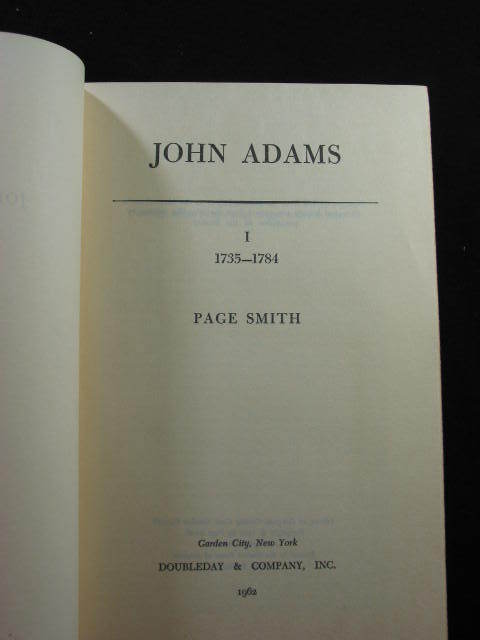 JOHN ADAMS
I
1735—1784
PAGE SMITH
Garden City, New York
DOUBLEDAY & COMPANY, INC.
1962